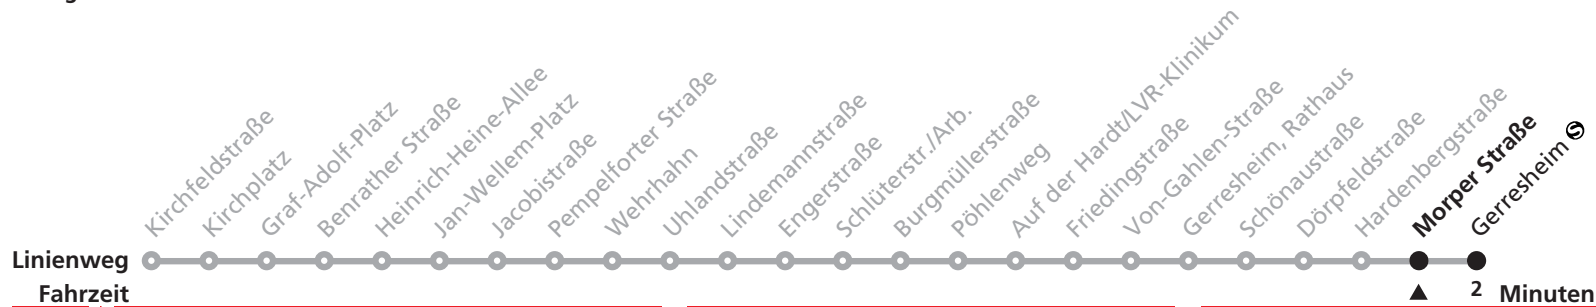 Kirchfeldstraße
Kirchplatz
Graf-Adolf-Platz
Benrather Straße
Heinrich-Heine-Allee
Jan-Wellem-Platz
Jacobistraße
Pempelforter Straße
Wehrhahn
Uhlandstraße
Lindemannstraße
Engerstraße
Schlüterstr./Arb.
Burgmüllerstraße
Pöhlenweg
Auf der Hardt/LVR-Klinikum
Friedingstraße
Von-Gahlen-Straße
Gerresheim, Rathaus
Schönaustraße
Dörpfeldstraße
Hardenbergstraße
Morper Straße
Gerresheim S
Linienweg
Fahrzeit 2 Minuten